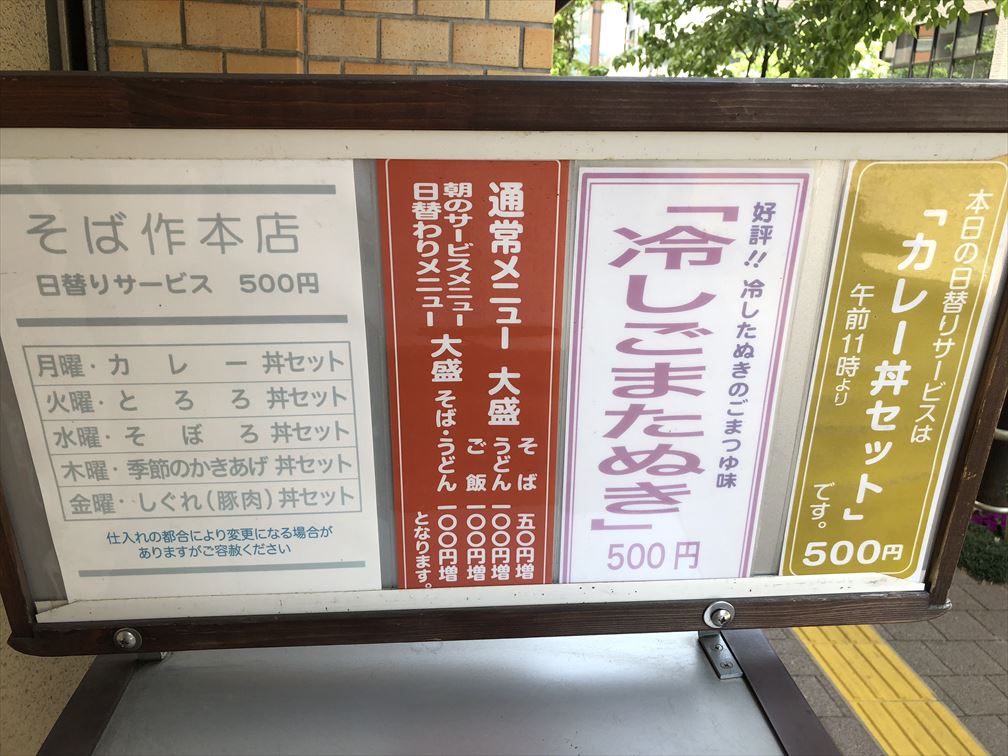 そば作本店
日替りサービス 500円
月曜・カレー丼セット
火曜・とろろ丼セット
水曜・そぼろ丼セット
木曜・季節のかきあげ丼セット
金曜・しぐれ(豚肉)丼セット
仕入れの都合により変更になる場合が
ありますがご容赦ください
通常メニュー 大盛 そば 五〇円増
うどん 一〇〇円増
ご飯 一〇〇円増
朝のサービスメニュー
日替わりメニュー 大盛 そば・うどん 一〇〇円増
となります。
好評!! 冷したぬきのごまつゆ味
「冷しごまたぬき」
500円
本日の日替りサービスは
「カレー丼セット」
午前11時より
です。
500円